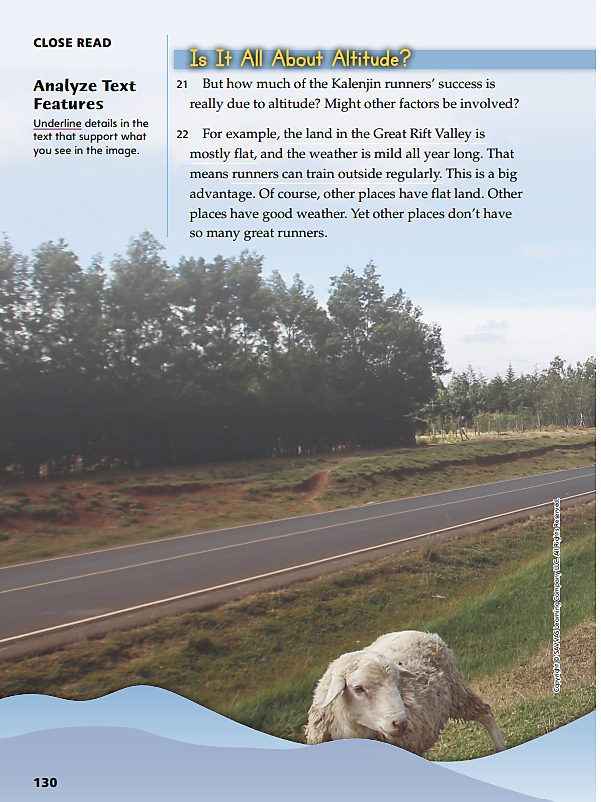 CLOSE READ
Analyze Text
Features
Underline details in the
text that support what
you see in the image.
Is It All About Altitude?
21 But how much of the Kalenjin runners’ success is
really due to altitude? Might other factors be involved?
22 For example, the land in the Great Rift Valley is
mostly flat, and the weather is mild all year long. That
means runners can train outside regularly. This is a big
advantage. Of course, other places have flat land. Other
places have good weather. Yet other places don’t have
so many great runners.
Copyright © SAVVAS Learning Company LLC. All Rights Reserved.
130